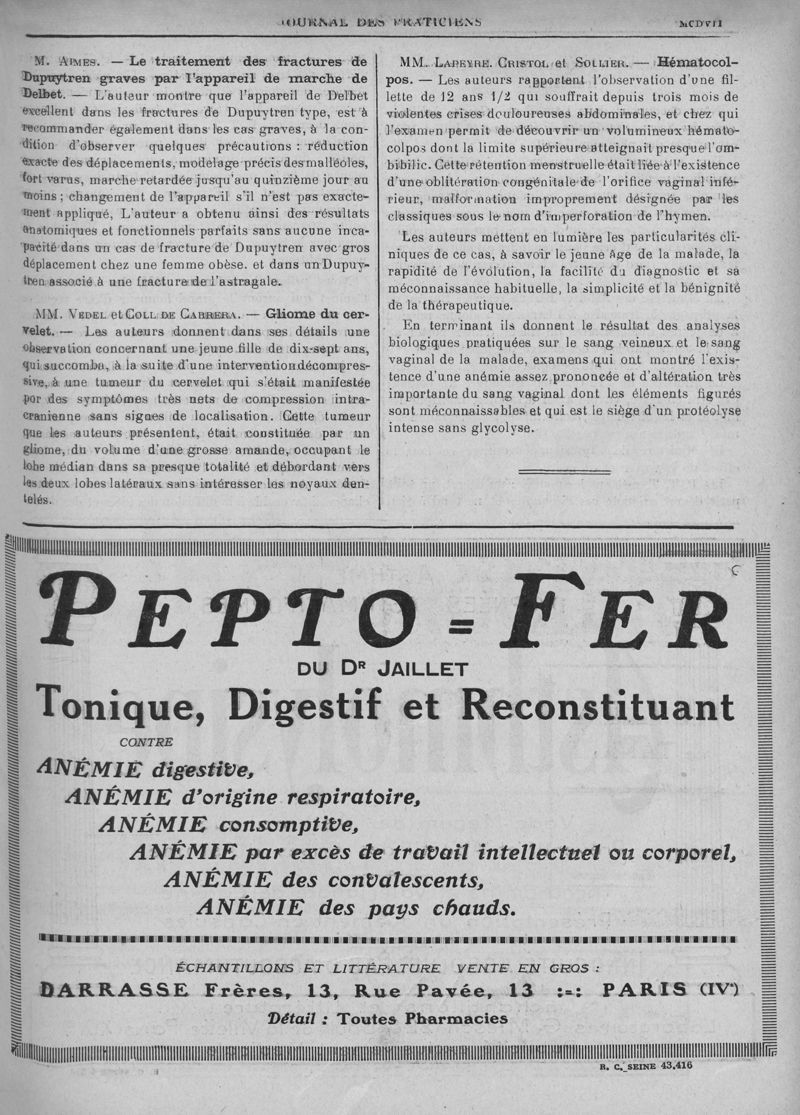 JOURNAL DES PRATICIENS
MCDVII
M. AIMES. — Le traitement des fractures de
Dupuytren graves par l'appareil de marche de
Delbet. — L'auteur montre que l'appareil de Delbet
excellent dans les fractures de Dupuytren type, est à
recommander également dans les cas graves, à la con-
dition d'observer quelques précautions : réduction
exacte des déplacements, modelage précis des malléoles,
fort varus, marche retardée jusqu'au quinzième jour au
moins ; changement de l'appareil s'il n'est pas exacte-
ment appliqué, L'auteur a obtenu ainsi des résultats
anatomiques et fonctionnels parfaits sans aucune inca-
pacité dans un cas de fracture de Dupuytren avec gros
déplacement chez une femme obèse. et dans un Dupuy-
tren associé à une fracture de l'astragale.
MM. VEDEL et COLL DE CARRERA. — Gliome du cer-
velet. — Les auteurs donnent dans ses détails une
observation concernant une jeune fille de dix-sept ans,
qui succomba, à la suite d'une intervention décompres-
sive, à une tumeur du cervelet qui s'était manifestée
par des symptômes très nets de compression intra-
cranienne sans signes de localisation. Cette tumeur
que les auteurs présentent, était constituée par un
gliome, du volume d'une grosse amande, occupant le
lobe médian dans sa presque totalité et débordant vers
les deux lobes latéraux sans intéresser les noyaux den-
telés.
MM. LAPEYRE. CRISTOL et SOLLIER. — Hématocol-
pos. — Les auteurs rapportent l'observation d'une fil-
lette de 12 ans 1/2 qui souffrait depuis trois mois de
violentes crises douloureuses abdominales, et chez qui
l'examen permit de découvrir un volumineux hémato-
colpos dont la limite supérieure atteignait presque l'om-
bibilic. Cette rétention menstruelle était liée à l'existence
d'une oblitération congénitale de l'orifice vaginal infé-
rieur, malformation improprement désignée par les
classiques sous le nom d'imperforation de l'hymen.
Les auteurs mettent en lumière les particularités cli-
niques de ce cas, à savoir le jeune âge de la malade, la
rapidité de l'évolution, la facilité du diagnostic et sa
méconnaissance habituelle, la simplicité et la bénignité
de la thérapeutique.
En terminant ils donnent le résultat des analyses
biologiques pratiquées sur le sang veineux et le sang
vaginal de la malade, examens qui ont montré l'exis-
tence d'une anémie assez prononcée et d'altération très
importante du sang vaginal dont les éléments figurés
sont méconnaissables et qui est le siège d'un protéolyse
intense sans glycolyse.
PEPTO = FER
DU DR JAILLET
Tonique, Digestif et Reconstituant
CONTRE
ANÉMIE digestive,
ANÉMIE d'origine respiratoire,
ANÉMIE consomptive,
ANÉMIE par excès de travail intellectuel ou corporel,
ANÉMIE des convalescents,
ANÉMIE des pays chauds.
ÉCHANTILLONS ET LITTÉRATURE VENTE EN GROS :
DARRASSE Frères, 13, Rue Pavée, 13 :-: PARIS (IVe)
Détail : Toutes Pharmacies
R. C. SEINE 43,416